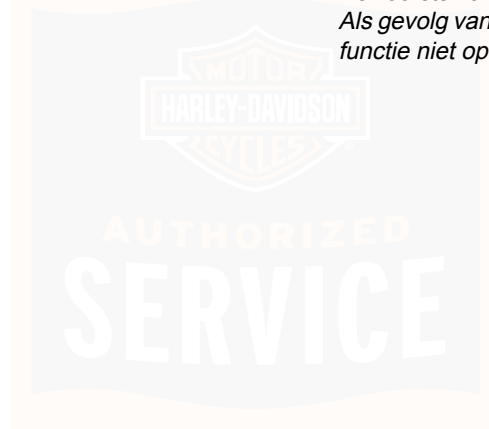 Als gevolg van
functie niet op
MOTOR
HARLEY-DAVIDSON
CYCLES
AUTHORIZED
SERVICE